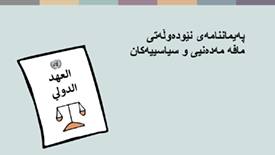 پەیماننامەی نێودەوڵەتی
مافە مەدەنیی و سیاسییەکان
العهد
الدولي